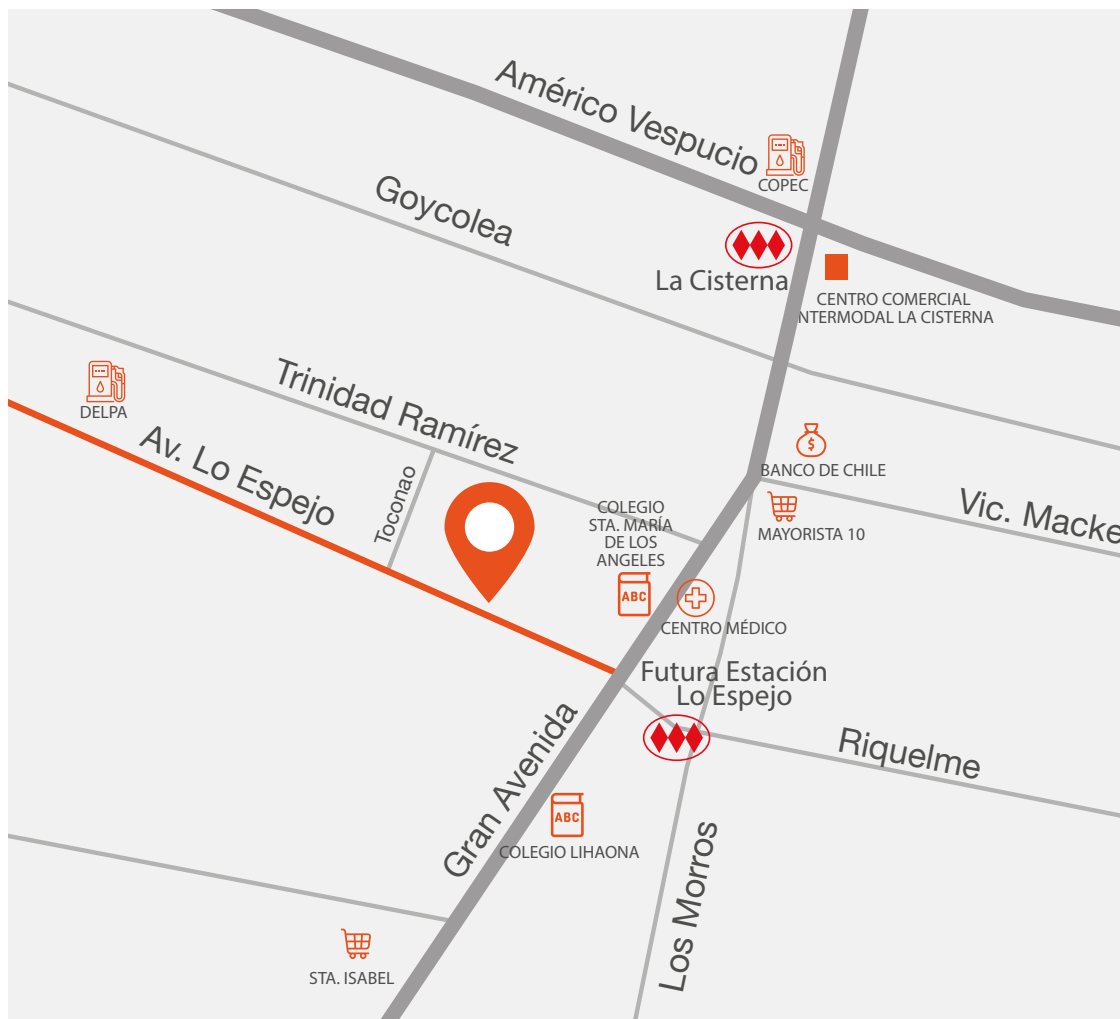 Américo Vespucio
COPEC
Goycolea
La Cisterna
CENTRO COMERCIAL
NTERMODAL LA CISTERNA
Trinidad Ramírez
DELPA
Av. Lo Espejo
Toconao
BANCO DE CHILE
MAYORISTA 10
Vic. Macke
COLEGIO
STA. MARÍA
DE LOS
ANGELES
ABC
CENTRO MÉDICO
Futura Estación
Lo Espejo
Riquelme
Gran Avenida
ABC
COLEGIO LIHAONA
Los Morros
STA. ISABEL
$